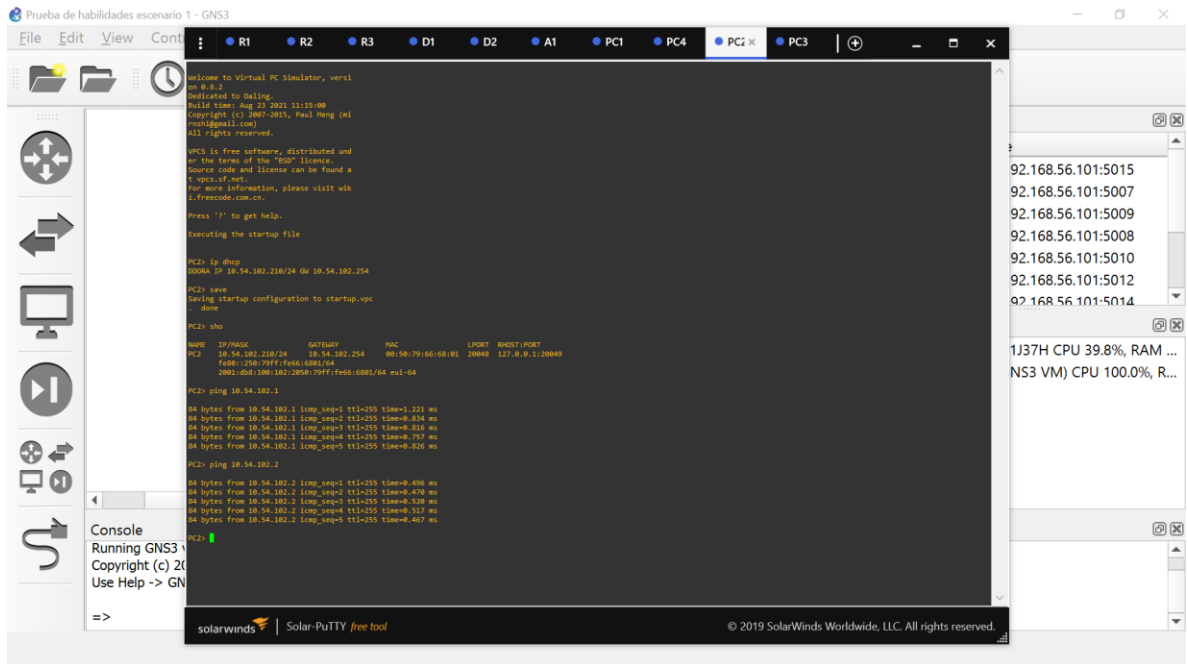 Prueba de habilidades escenario 1 - GNS3
File Edit View Cont
R1 R2 R3 D1 D2 A1 PC1 PC4 PC2 PC3
Welcome to Virtual PC Simulator, versi
on 0.8.2
Dedicated to Daling.
Build time: Aug 23 2021 11:15:00
Copyright (c) 2007-2015, Paul Meng (mi
rnshi@gmail.com)
All rights reserved.
VPCS is free software, distributed und
er the terms of the "BSD" licence.
Source code and license can be found a
t vpcs.sf.net.
For more information, please visit wik
i.freecode.com.cn.
Press '?' to get help.
Executing the startup file
PC2> ip dhcp
DDORA IP 10.54.102.210/24 GW 10.54.102.254
PC2> save
Saving startup configuration to startup.vpc
. done
PC2> sho
NAME IP/MASK GATEWAY MAC LPORT RHOST:PORT
PC2 10.54.102.210/24 10.54.102.254 00:50:79:66:68:01 20048 127.0.0.1:20049
fe80::250:79ff:fe66:6801/64
2001:db8:100:102:2050:79ff:fe66:6801/64 eui-64
PC2> ping 10.54.102.1
84 bytes from 10.54.102.1 icmp_seq=1 ttl=255 time=1.221 ms
84 bytes from 10.54.102.1 icmp_seq=2 ttl=255 time=0.834 ms
84 bytes from 10.54.102.1 icmp_seq=3 ttl=255 time=0.816 ms
84 bytes from 10.54.102.1 icmp_seq=4 ttl=255 time=0.757 ms
84 bytes from 10.54.102.1 icmp_seq=5 ttl=255 time=0.826 ms
PC2> ping 10.54.102.2
84 bytes from 10.54.102.2 icmp_seq=1 ttl=255 time=0.496 ms
84 bytes from 10.54.102.2 icmp_seq=2 ttl=255 time=0.470 ms
84 bytes from 10.54.102.2 icmp_seq=3 ttl=255 time=0.520 ms
84 bytes from 10.54.102.2 icmp_seq=4 ttl=255 time=0.517 ms
84 bytes from 10.54.102.2 icmp_seq=5 ttl=255 time=0.467 ms
PC2>
solarwinds Solar-PuTTY free tool
© 2019 SolarWinds Worldwide, LLC. All rights reserved.
e
92.168.56.101:5015
92.168.56.101:5007
92.168.56.101:5009
92.168.56.101:5008
92.168.56.101:5010
92.168.56.101:5012
92.168.56.101:5014
1J37H CPU 39.8%, RAM ...
NS3 VM) CPU 100.0%, R...
Console
Running GNS3 v
Copyright (c) 20
Use Help -> GN
=>